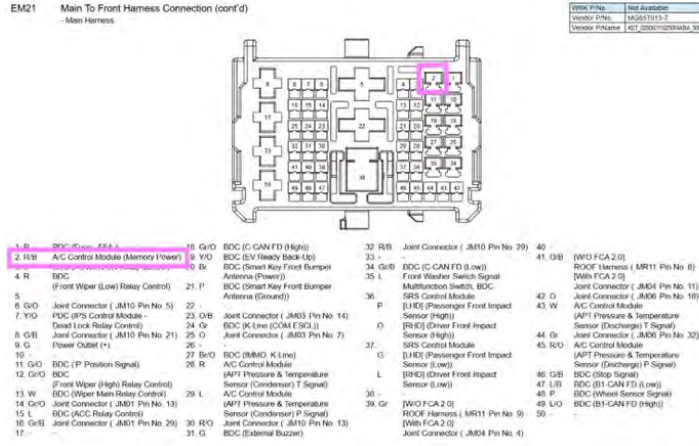 EM21 Main To Front Harness Connection (cont'd)
- Main Harness
WRK P/No. Not Available
Vendor P/No. MG657013-7
Vendor P/Name
2 1
22
17
2. R/B A/C Control Module (Memory Power)
4. R BDC
(Front Wiper (Low) Relay Control)
5
6. G/O Joint Connector ( JM10 Pin No. 5)
7. Y/O PDC (IPS Control Module -
Dead Lock Relay Control)
8. G/B Joint Connector ( JM10 Pin No. 21)
9. G Power Outlet (+)
10. -
11. G/O BDC ('P' Position Signal)
12. Gr/O BDC
(Front Wiper (High) Relay Control)
13. W BDC (Wiper Main Relay Control)
14. Gr/O Joint Connector ( JM01 Pin No. 13)
15. L BDC (ACC Relay Control)
16. Gr/B Joint Connector ( JM01 Pin No. 29)
17. -
18. Gr/O BDC (C-CAN FD (High))
Y/O BDC (EV Ready Back-Up)
Br BDC (Smart Key Front Bumper
Antenna (Power))
21. P BDC (Smart Key Front Bumper
Antenna (Ground))
22. -
23. O/B Joint Connector ( JM03 Pin No. 14)
24. Gr BDC (K-Line (COM ESCL))
25. O Joint Connector ( JM03 Pin No. 7)
26. -
27. Br/O BDC (IMMO. K-Line)
28. R A/C Control Module
(APT Pressure & Temperature
Sensor (Condenser) T Signal)
29. L A/C Control Module
(APT Pressure & Temperature
Sensor (Condenser) P Signal)
30. R/O Joint Connector ( JM10 Pin No. 13)
31. G BDC (External Buzzer)
32. R/B Joint Connector ( JM10 Pin No. 29)
33. -
34. Gr/B BDC (C-CAN FD (Low))
35. L Front Washer Switch Signal
Multifunction Switch, BDC
36. SRS Control Module
P [LHD] (Passenger Front Impact
Sensor (High))
O [RHD] (Driver Front Impact
Sensor (High))
37. SRS Control Module
G [LHD] (Passenger Front Impact
Sensor (Low))
L [RHD] (Driver Front Impact
Sensor (Low))
38. -
39. Gr [W/O FCA 2.0]
ROOF Harness ( MR11 Pin No. 9)
[With FCA 2.0]
Joint Connector ( JM04 Pin No. 4)
40. -
41. O/B [W/O FCA 2.0]
ROOF Harness ( MR11 Pin No. 8)
[With FCA 2.0]
Joint Connector ( JM04 Pin No. 11)
42. O Joint Connector ( JM06 Pin No. 16)
43. W A/C Control Module
(APT Pressure & Temperature
Sensor (Discharge) T Signal)
44. Gr Joint Connector ( JM06 Pin No. 32)
45. R/O A/C Control Module
(APT Pressure & Temperature
Sensor (Discharge) P Signal)
46. G/B BDC (Stop Signal)
47. L/B BDC (B1-CAN FD (Low))
48. P BDC (Wheel Sensor Signal)
49. L/O BDC (B1-CAN FD (High))
50. -